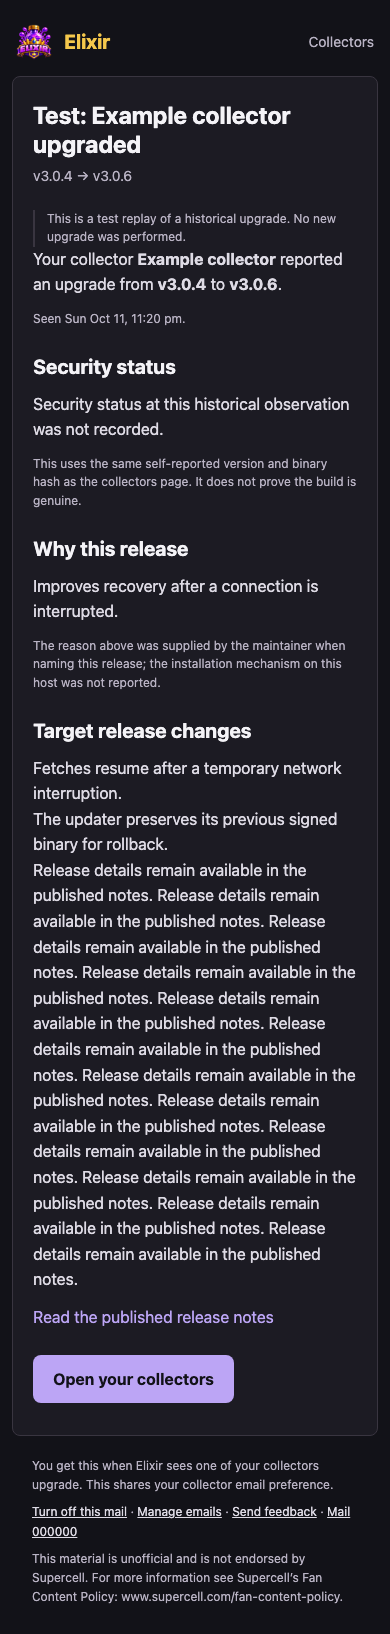 ELIXIR
Elixir
Collectors
Test: Example collector
upgraded
v3.0.4 → v3.0.6
This is a test replay of a historical upgrade. No new
upgrade was performed.
Your collector Example collector reported
an upgrade from v3.0.4 to v3.0.6.
Seen Sun Oct 11, 11:20 pm.
Security status
Security status at this historical observation
was not recorded.
This uses the same self-reported version and binary
hash as the collectors page. It does not prove the build is
genuine.
Why this release
Improves recovery after a connection is
interrupted.
The reason above was supplied by the maintainer when
naming this release; the installation mechanism on this
host was not reported.
Target release changes
Fetches resume after a temporary network
interruption.
The updater preserves its previous signed
binary for rollback.
Release details remain available in the
published notes. Release details remain
available in the published notes. Release
details remain available in the published
notes. Release details remain available in the
published notes. Release details remain
available in the published notes. Release
details remain available in the published
notes. Release details remain available in the
published notes. Release details remain
available in the published notes. Release
details remain available in the published
notes. Release details remain available in the
published notes. Release details remain
available in the published notes. Release
details remain available in the published
notes.
Read the published release notes
Open your collectors
You get this when Elixir sees one of your collectors
upgrade. This shares your collector email preference.
Turn off this mail · Manage emails · Send feedback · Mail
000000
This material is unofficial and is not endorsed by
Supercell. For more information see Supercell's Fan
Content Policy: www.supercell.com/fan-content-policy.